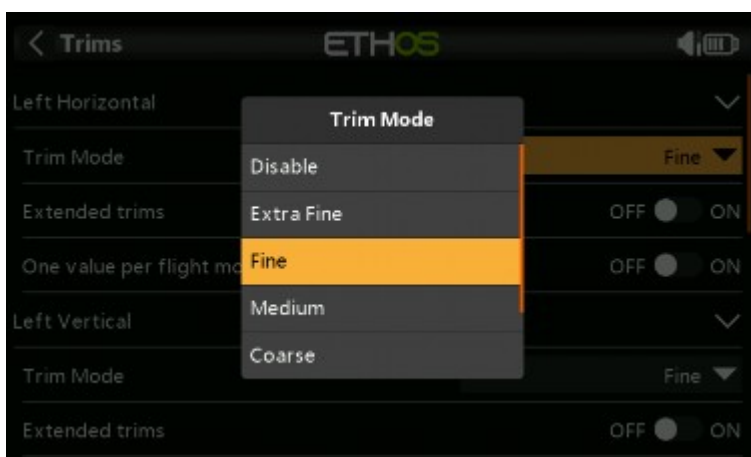 Trims ETHOS
Left Horizontal
Trim Mode
Trim Mode Fine
Disable
Extended trims OFF ON
Extra Fine
One value per flight mo OFF ON
Fine
Left Vertical
Medium
Trim Mode Fine
Coarse
Extended trims OFF ON